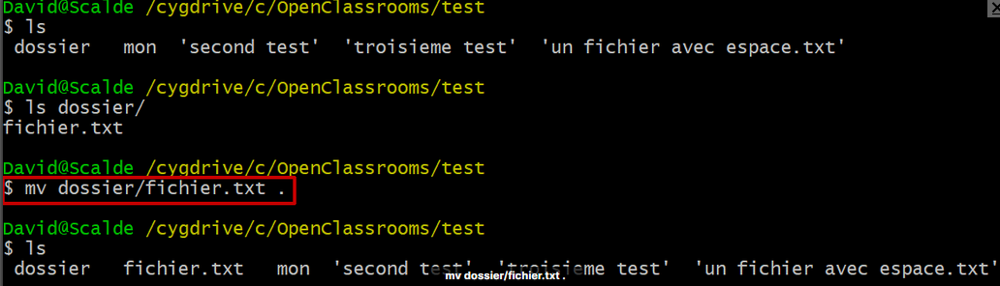 David@Scalde /cygdrive/c/OpenClassrooms/test
$ ls
dossier mon 'second test' 'troisieme test' 'un fichier avec espace.txt'
David@Scalde /cygdrive/c/OpenClassrooms/test
$ ls dossier/
fichier.txt
David@Scalde /cygdrive/c/OpenClassrooms/test
$ mv dossier/fichier.txt .
David@Scalde /cygdrive/c/OpenClassrooms/test
$ ls
dossier fichier.txt mon 'second test' 'troisieme test' 'un fichier avec espace.txt'
mv dossier/fichier.txt .